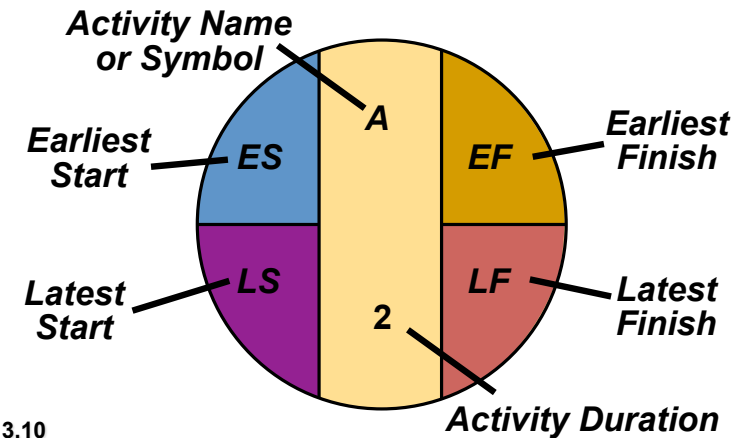 Activity Name
or Symbol
A
Earliest
Start
ES
EF
Earliest
Finish
Latest
Start
LS
LF
Latest
Finish
2
Activity Duration
3.10